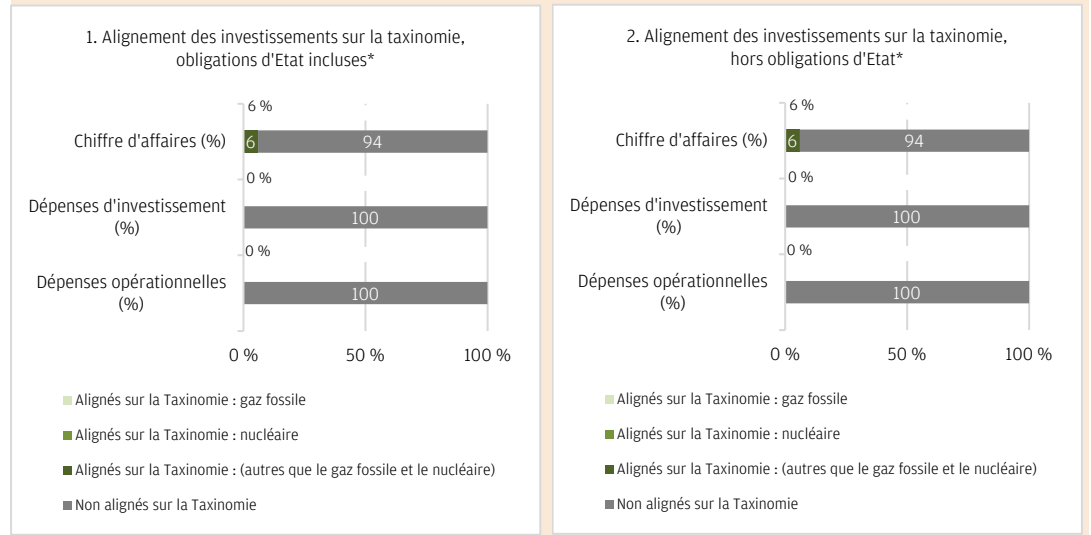 1. Alignement des investissements sur la taxinomie,
obligations d'Etat incluses*
6 %
Chiffre d'affaires (%)
6
94
0 %
Dépenses d'investissement
(%)
100
0 %
Dépenses opérationnelles
(%)
100
0 %
50 %
100 %
Alignés sur la Taxinomie : gaz fossile
Alignés sur la Taxinomie : nucléaire
Alignés sur la Taxinomie : (autres que le gaz fossile et le nucléaire)
Non alignés sur la Taxinomie
2. Alignement des investissements sur la taxinomie,
hors obligations d'Etat*
6 %
Chiffre d'affaires (%)
6
94
0 %
Dépenses d'investissement
(%)
100
0 %
Dépenses opérationnelles
(%)
100
0 %
50 %
100 %
Alignés sur la Taxinomie : gaz fossile
Alignés sur la Taxinomie : nucléaire
Alignés sur la Taxinomie : (autres que le gaz fossile et le nucléaire)
Non alignés sur la Taxinomie